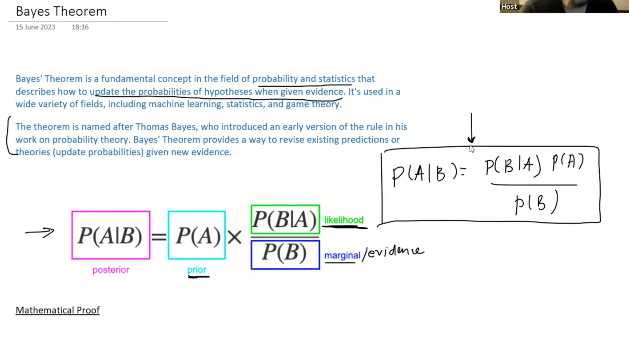 Bayes Theorem
15 June 2023 18:16
Host
Bayes' Theorem is a fundamental concept in the field of probability and statistics that
describes how to update the probabilities of hypotheses when given evidence. It's used in a
wide variety of fields, including machine learning, statistics, and game theory.
The theorem is named after Thomas Bayes, who introduced an early version of the rule in his
work on probability theory. Bayes' Theorem provides a way to revise existing predictions or
theories (update probabilities) given new evidence.
P(A|B) = P(B|A) P(A)
P(B)
P(A|B) = P(A) × P(B|A) likelihood
P(B) marginal/evidence
posterior prior
Mathematical Proof